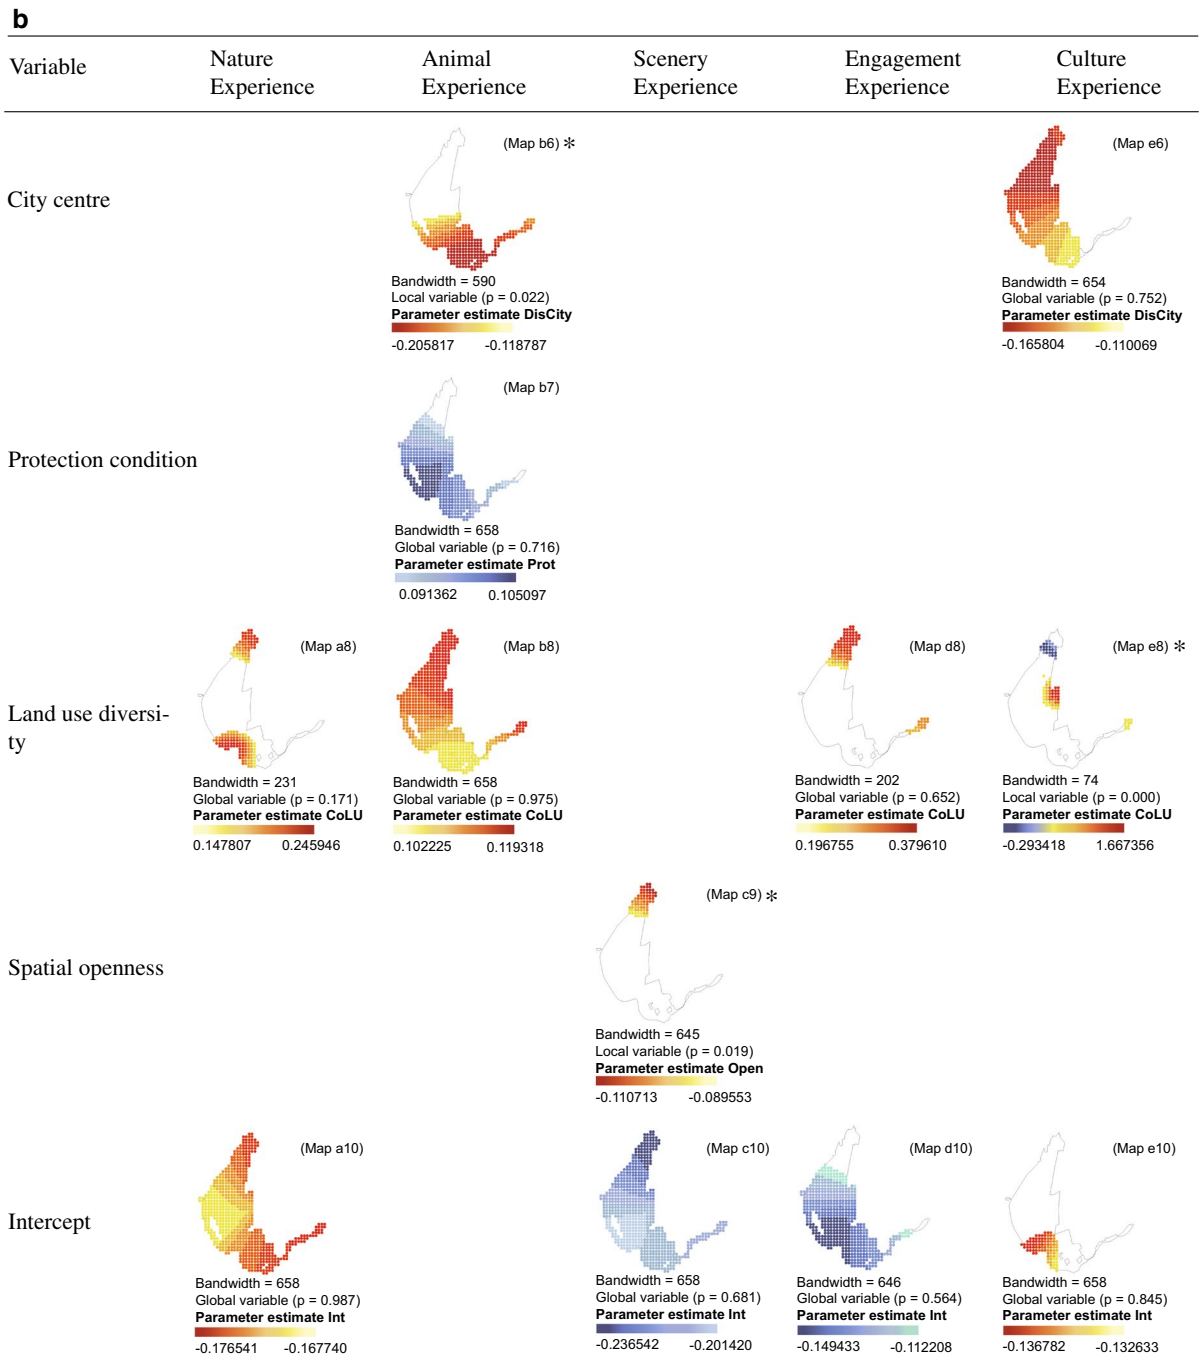 b
Variable
Nature
Experience
Animal
Experience
Scenery
Experience
Engagement
Experience
Culture
Experience
City centre
(Map b6) *
Bandwidth = 590
Local variable (p = 0.022)
Parameter estimate DisCity
-0.205817 -0.118787
(Map e6)
Bandwidth = 654
Global variable (p = 0.752)
Parameter estimate DisCity
-0.165804 -0.110069
Protection condition
(Map b7)
Bandwidth = 658
Global variable (p = 0.716)
Parameter estimate Prot
0.091362 0.105097
Land use diversi-
ty
(Map a8)
Bandwidth = 231
Global variable (p = 0.171)
Parameter estimate CoLU
0.147807 0.245946
(Map b8)
Bandwidth = 658
Global variable (p = 0.975)
Parameter estimate CoLU
0.102225 0.119318
(Map d8)
Bandwidth = 202
Global variable (p = 0.652)
Parameter estimate CoLU
0.196755 0.379610
(Map e8) *
Bandwidth = 74
Local variable (p = 0.000)
Parameter estimate CoLU
-0.293418 1.667356
Spatial openness
(Map c9) *
Bandwidth = 645
Local variable (p = 0.019)
Parameter estimate Open
-0.110713 -0.089553
Intercept
(Map a10)
Bandwidth = 658
Global variable (p = 0.987)
Parameter estimate Int
-0.176541 -0.167740
(Map c10)
Bandwidth = 658
Global variable (p = 0.681)
Parameter estimate Int
-0.236542 -0.201420
(Map d10)
Bandwidth = 646
Global variable (p = 0.564)
Parameter estimate Int
-0.149433 -0.112208
(Map e10)
Bandwidth = 658
Global variable (p = 0.845)
Parameter estimate Int
-0.136782 -0.132633